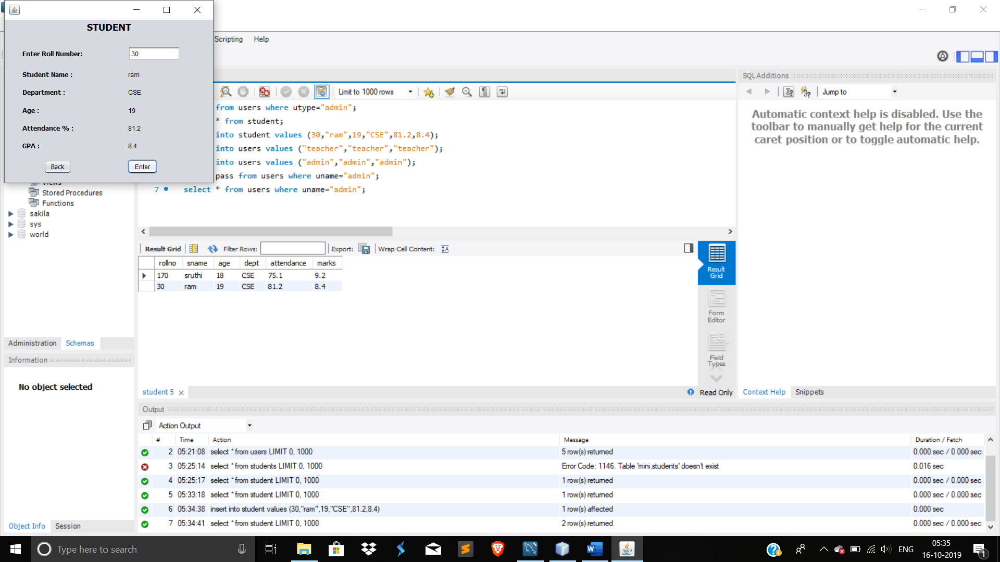 STUDENT
Enter Roll Number: 30
Student Name : ram
Department : CSE
Age : 19
Attendance % : 81.2
GPA : 8.4
Back Enter
Scripting Help
Limit to 1000 rows
from users where utype="admin";
* from student;
into student values (30,"ram",19,"CSE",81.2,8.4);
into users values ("teacher","teacher","teacher");
into users values ("admin","admin","admin");
pass from users where uname="admin";
7 select * from users where uname="admin";
Views
Stored Procedures
Functions
sakila
sys
world
Administration Schemas
Information
No object selected
Object Info Session
Result Grid Filter Rows: Export: Wrap Cell Content:
rollno sname age dept attendance marks
170 sruthi 18 CSE 75.1 9.2
30 ram 19 CSE 81.2 8.4
Result
Grid
Form
Editor
Field
Types
student 5
Read Only
SQLAdditions
Jump to
Automatic context help is disabled. Use the
toolbar to manually get help for the current
caret position or to toggle automatic help.
Context Help Snippets
Output
Action Output
# Time Action Message Duration / Fetch
2 05:21:08 select * from users LIMIT 0, 1000 5 row(s) returned 0.000 sec / 0.000 sec
3 05:25:14 select * from students LIMIT 0, 1000 Error Code: 1146. Table 'mini.students' doesn't exist 0.016 sec
4 05:25:17 select * from student LIMIT 0, 1000 1 row(s) returned 0.000 sec / 0.000 sec
5 05:33:18 select * from student LIMIT 0, 1000 1 row(s) returned 0.000 sec / 0.000 sec
6 05:34:38 insert into student values (30,"ram",19,"CSE",81.2,8.4) 1 row(s) affected 0.000 sec
7 05:34:41 select * from student LIMIT 0, 1000 2 row(s) returned 0.000 sec / 0.000 sec
Type here to search
ENG
05:35
16-10-2019
1